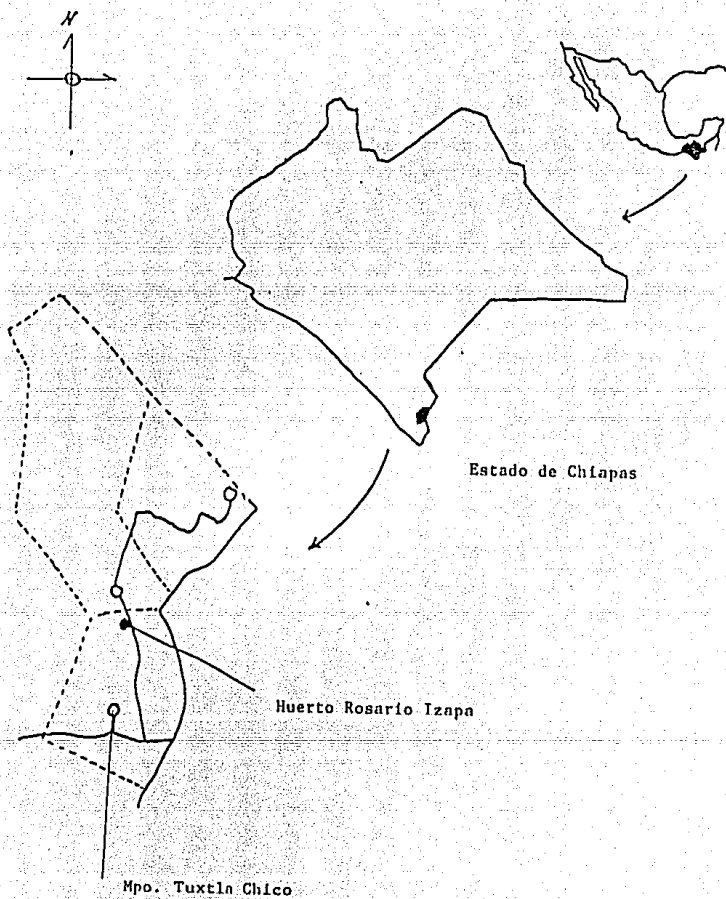 N
Estado de Chiapas
Huerto Rosario Izapa
Mpo. Tuxtla Chico